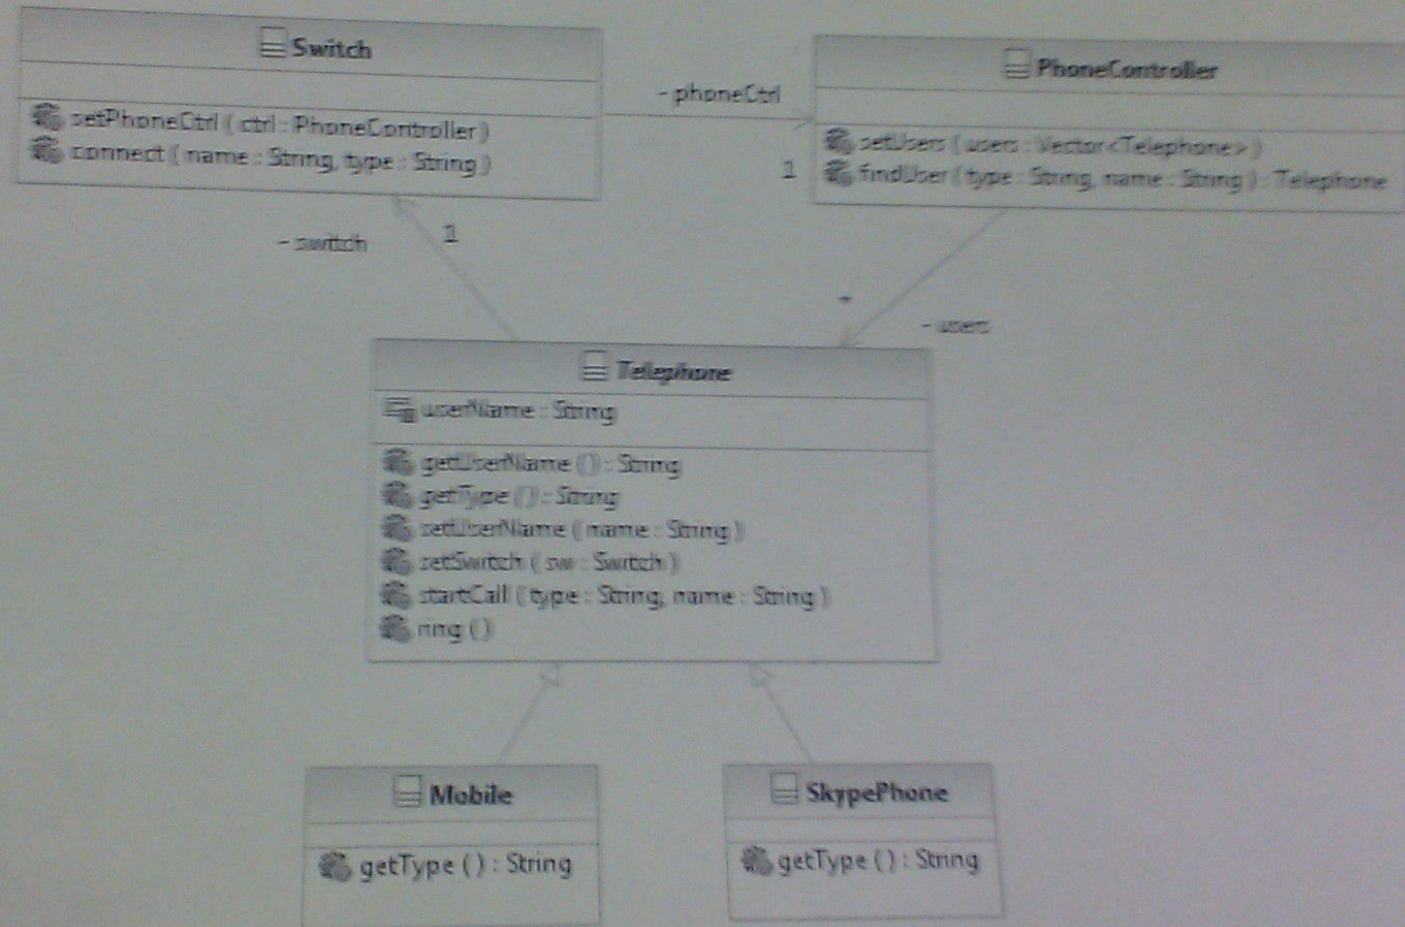 Switch
setPhoneCtrl ( ctrl : PhoneController )
connect ( name : String, type : String )
- phoneCtrl
1
PhoneController
setUsers ( users : Vector<Telephone> )
findUser ( type : String, name : String ) : Telephone
- switch
1
*
- users
Telephone
userName : String
getUserName ( ) : String
getType ( ) : String
setUserName ( name : String )
setSwitch ( sw : Switch )
startCall ( type : String, name : String )
ring ( )
Mobile
getType ( ) : String
SkypePhone
getType ( ) : String